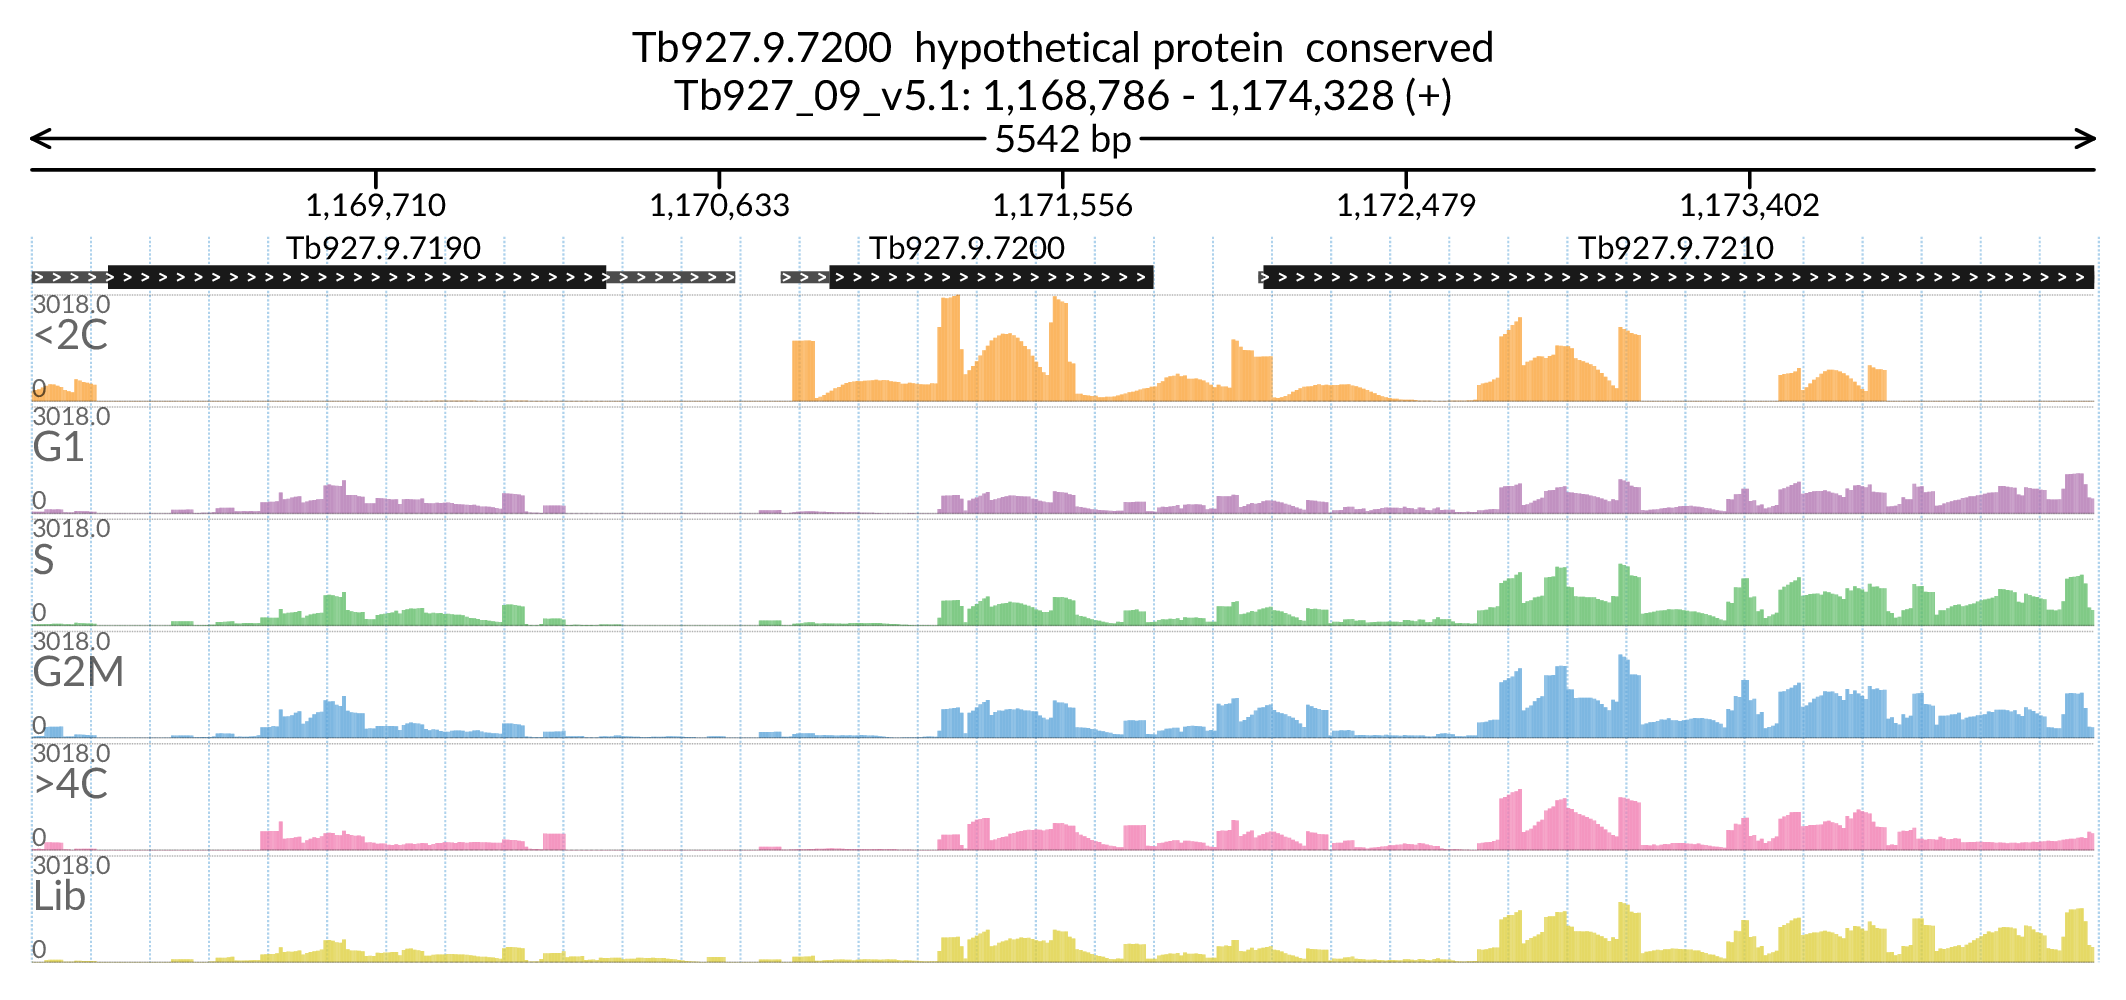 Tb927.9.7200 hypothetical protein conserved
Tb927_09_v5.1: 1,168,786 - 1,174,328 (+)
5542 bp
1,169,710 1,170,633 1,171,556 1,172,479 1,173,402
Tb927.9.7190 Tb927.9.7200 Tb927.9.7210
3018.0
<2C
0
3018.0
G1
0
3018.0
S
0
3018.0
G2M
0
3018.0
>4C
0
3018.0
Lib
0